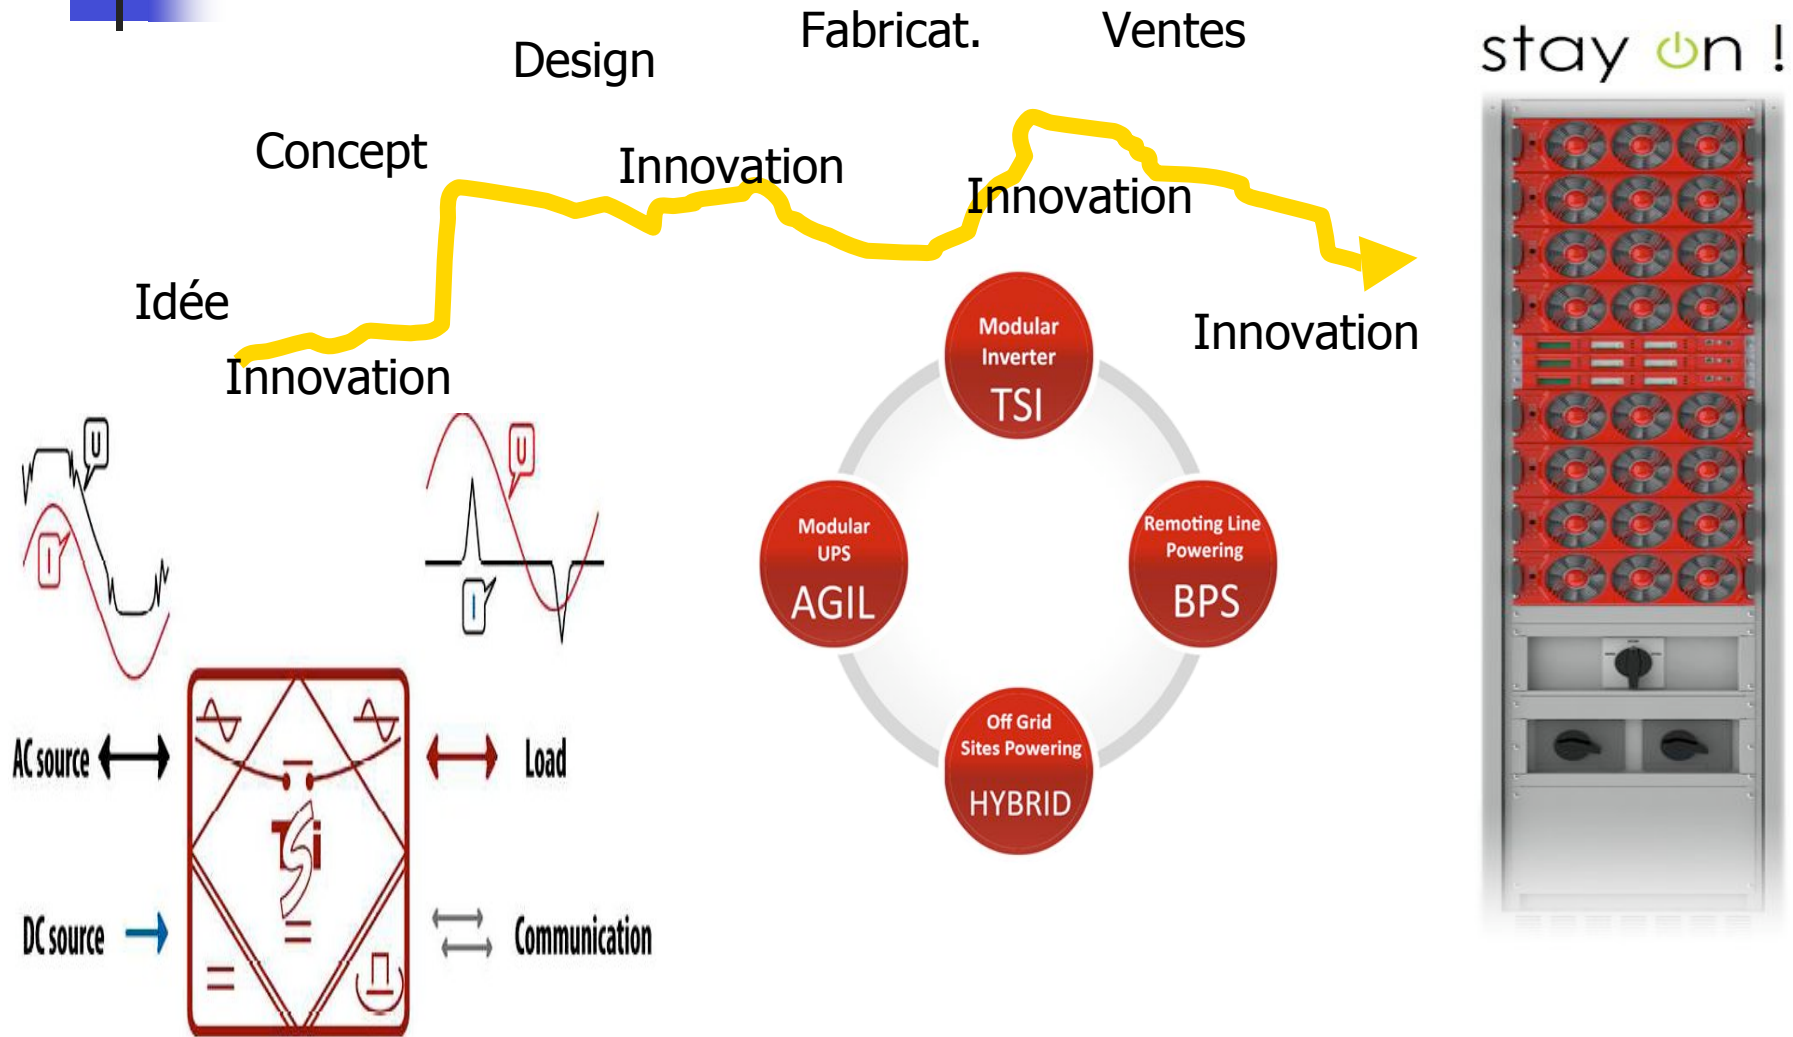 Fabricat.
Ventes
Design
stay on !
Concept
Innovation
Innovation
Idée
Innovation
Innovation
Modular
Inverter
TSI
U
I
U
I
Modular
UPS
AGIL
Remoting Line
Powering
BPS
Off Grid
Sites Powering
HYBRID
AC source
Load
TSi
DC source
Communication